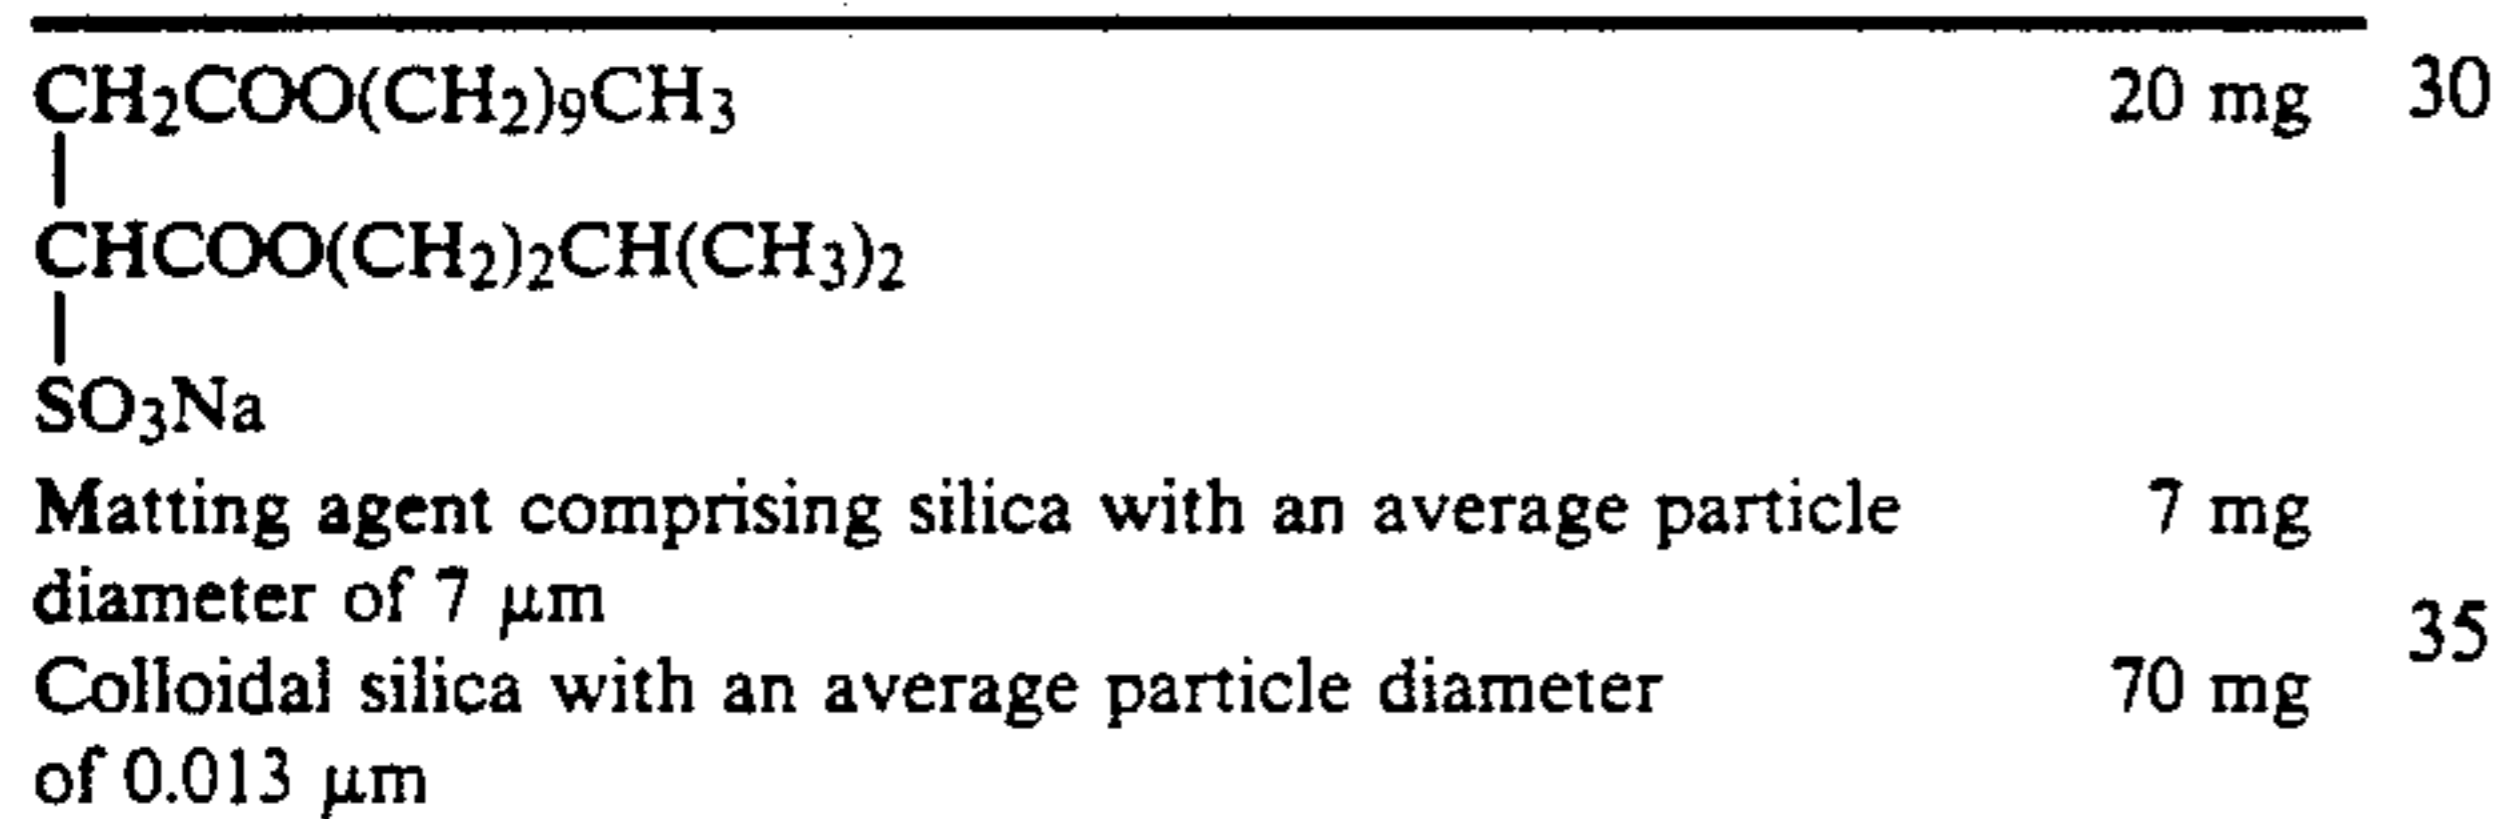 CH₂COO(CH₂)₉CH₃ 20 mg 30
|
CHCOO(CH₂)₂CH(CH₃)₂
|
SO₃Na
Matting agent comprising silica with an average particle 7 mg
diameter of 7 μm
35
Colloidal silica with an average particle diameter 70 mg
of 0.013 μm